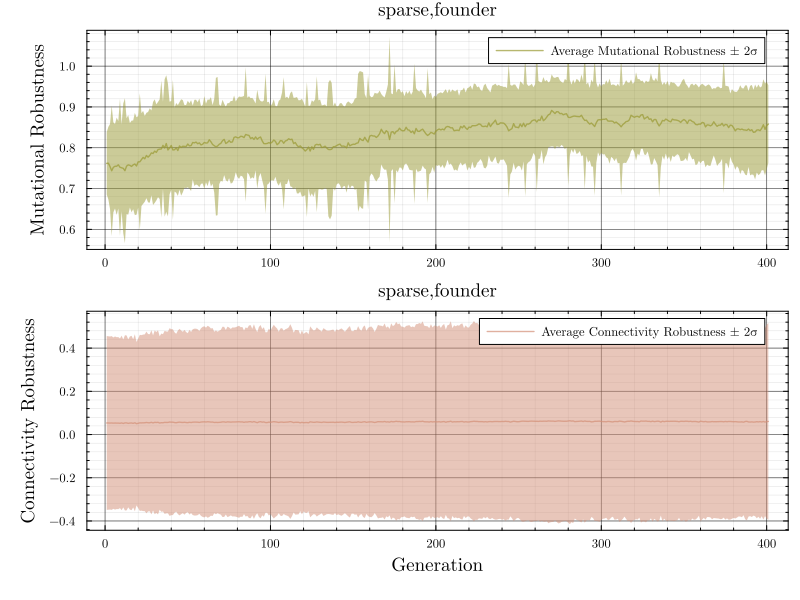 sparse,founder
Mutational Robustness
Average Mutational Robustness ± 2σ
1.0
0.9
0.8
0.7
0.6
0
100
200
300
400
sparse,founder
Connectivity Robustness
Average Connectivity Robustness ± 2σ
0.4
0.2
0.0
−0.2
−0.4
0
100
200
300
400
Generation